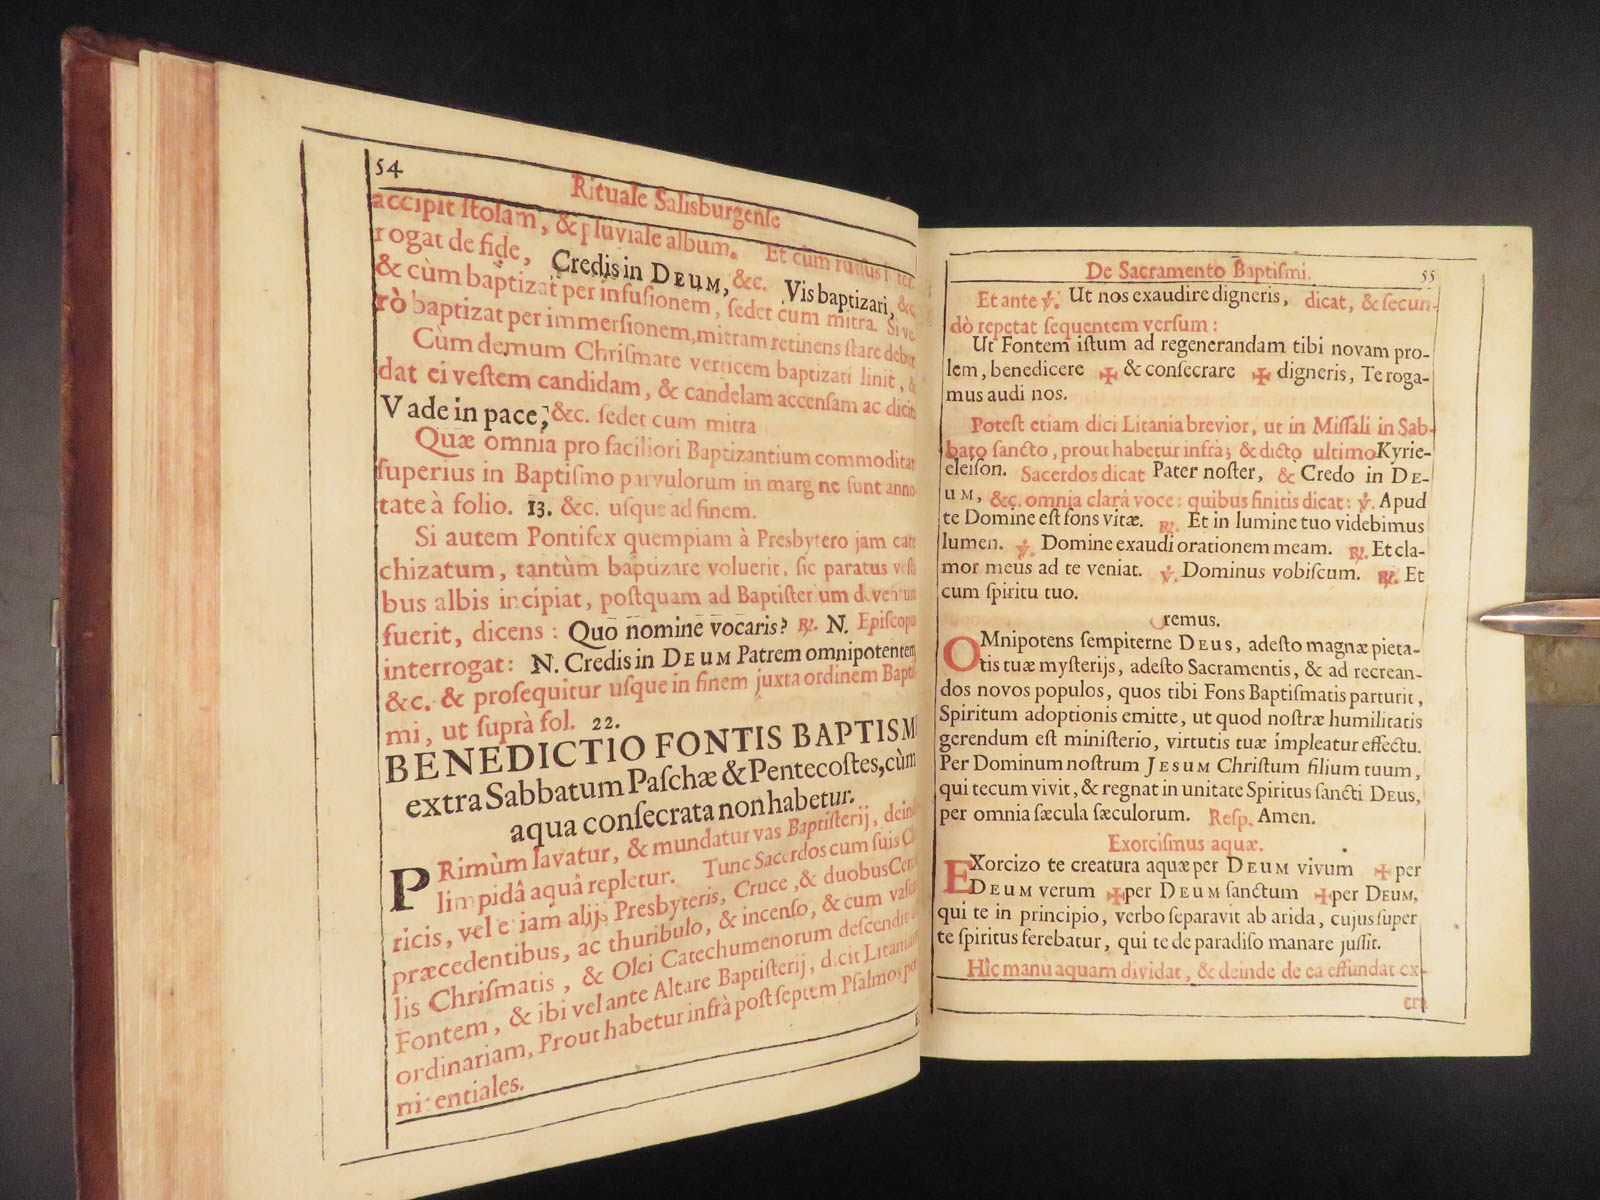 54
Rituale Saliſburgenſe
accipit ſtolam, & pluviale album. Et cùm rurſus inter-
rogat de fide, Credis in DEUM, &c. Vis baptizari, &c
& cùm baptizat per infuſionem, ſedet cum mitra. Si ve-
rò baptizat per immerſionem, mitram retinens ſtare debet
Cùm demum Chriſmate verticem baptizati linit, &
dat ei veſtem candidam, & candelam accenſam ac dicit
Vade in pace, &c. ſedet cum mitra
Quæ omnia pro faciliori Baptizantium commoditat
ſuperius in Baptiſmo parvulorum in margine ſunt anno
tate à folio. 13. &c. uſque ad finem.
Si autem Pontifex quempiam à Presbytero jam cate
chizatum, tantùm baptizare voluerit, ſic paratus veſti
bus albis incipiat, poſtquam ad Baptiſterium deventum
fuerit, dicens : Quo nomine vocaris? ℟. N. Epiſcopu
interrogat: N. Credis in DEUM Patrem omnipotentem
&c. & proſequitur uſque in finem juxta ordinem Bapti
mi, ut ſuprà fol. 22.
BENEDICTIO FONTIS BAPTISM
extra Sabbatum Paſchæ & Pentecoſtes, cùm
aqua conſecrata non habetur.
PRimùm lavatur, & mundatur vas Baptiſterij, deind
limpidâ aquâ repletur. Tunc Sacerdos cum ſuis Cle
ricis, vel etiam alijs Presbyteris, Cruce, & duobus Cereis
præcedentibus, ac thuribulo, & incenſo, & cum vaſcu
lis Chriſmatis, & Olei Catechumenorum deſcendit ad
Fontem, & ibi vel ante Altare Baptiſterij, dicit Litaniam
ordinariam, Prout habetur infrà poſt ſeptem Pſalmos pœ
nitentiales.
De Sacramento Baptiſmi. 55
Et ante ℣. Ut nos exaudire digneris, dicat, & ſecun-
dò repetat ſequentem verſum :
Ut Fontem iſtum ad regenerandam tibi novam pro-
lem, benedicere ✠ & conſecrare ✠ digneris, Te roga-
mus audi nos.
Poteſt etiam dici Litania brevior, ut in Miſſali in Sab-
bato ſancto, prout habetur infrà; & dicto ultimo Kyrie-
eleiſon. Sacerdos dicat Pater noſter, & Credo in DE-
UM, &c. omnia clarâ voce : quibus finitis dicat : ℣. Apud
te Domine eſt fons vitæ. ℟. Et in lumine tuo videbimus
lumen. ℣. Domine exaudi orationem meam. ℟. Et cla-
mor meus ad te veniat. ℣. Dominus vobiſcum. ℟. Et
cum ſpiritu tuo.
Oremus.
OMnipotens ſempiterne DEUS, adeſto magnæ pieta-
tis tuæ myſterijs, adeſto Sacramentis, & ad recrean-
dos novos populos, quos tibi Fons Baptiſmatis parturit,
Spiritum adoptionis emitte, ut quod noſtræ humilitatis
gerendum eſt miniſterio, virtutis tuæ impleatur effectu.
Per Dominum noſtrum JESUM Chriſtum filium tuum,
qui tecum vivit, & regnat in unitate Spiritus ſancti DEUS,
per omnia ſæcula ſæculorum. Reſp. Amen.
Exorciſmus aquæ.
EXorcizo te creatura aquæ per DEUM vivum ✠ per
DEUM verum ✠ per DEUM ſanctum ✠ per DEUM,
qui te in principio, verbo ſeparavit ab arida, cujus ſuper
te ſpiritus ferebatur, qui te de paradiſo manare juſſit.
Hîc manu aquam dividat, & deinde de ea effundat ex-
tra